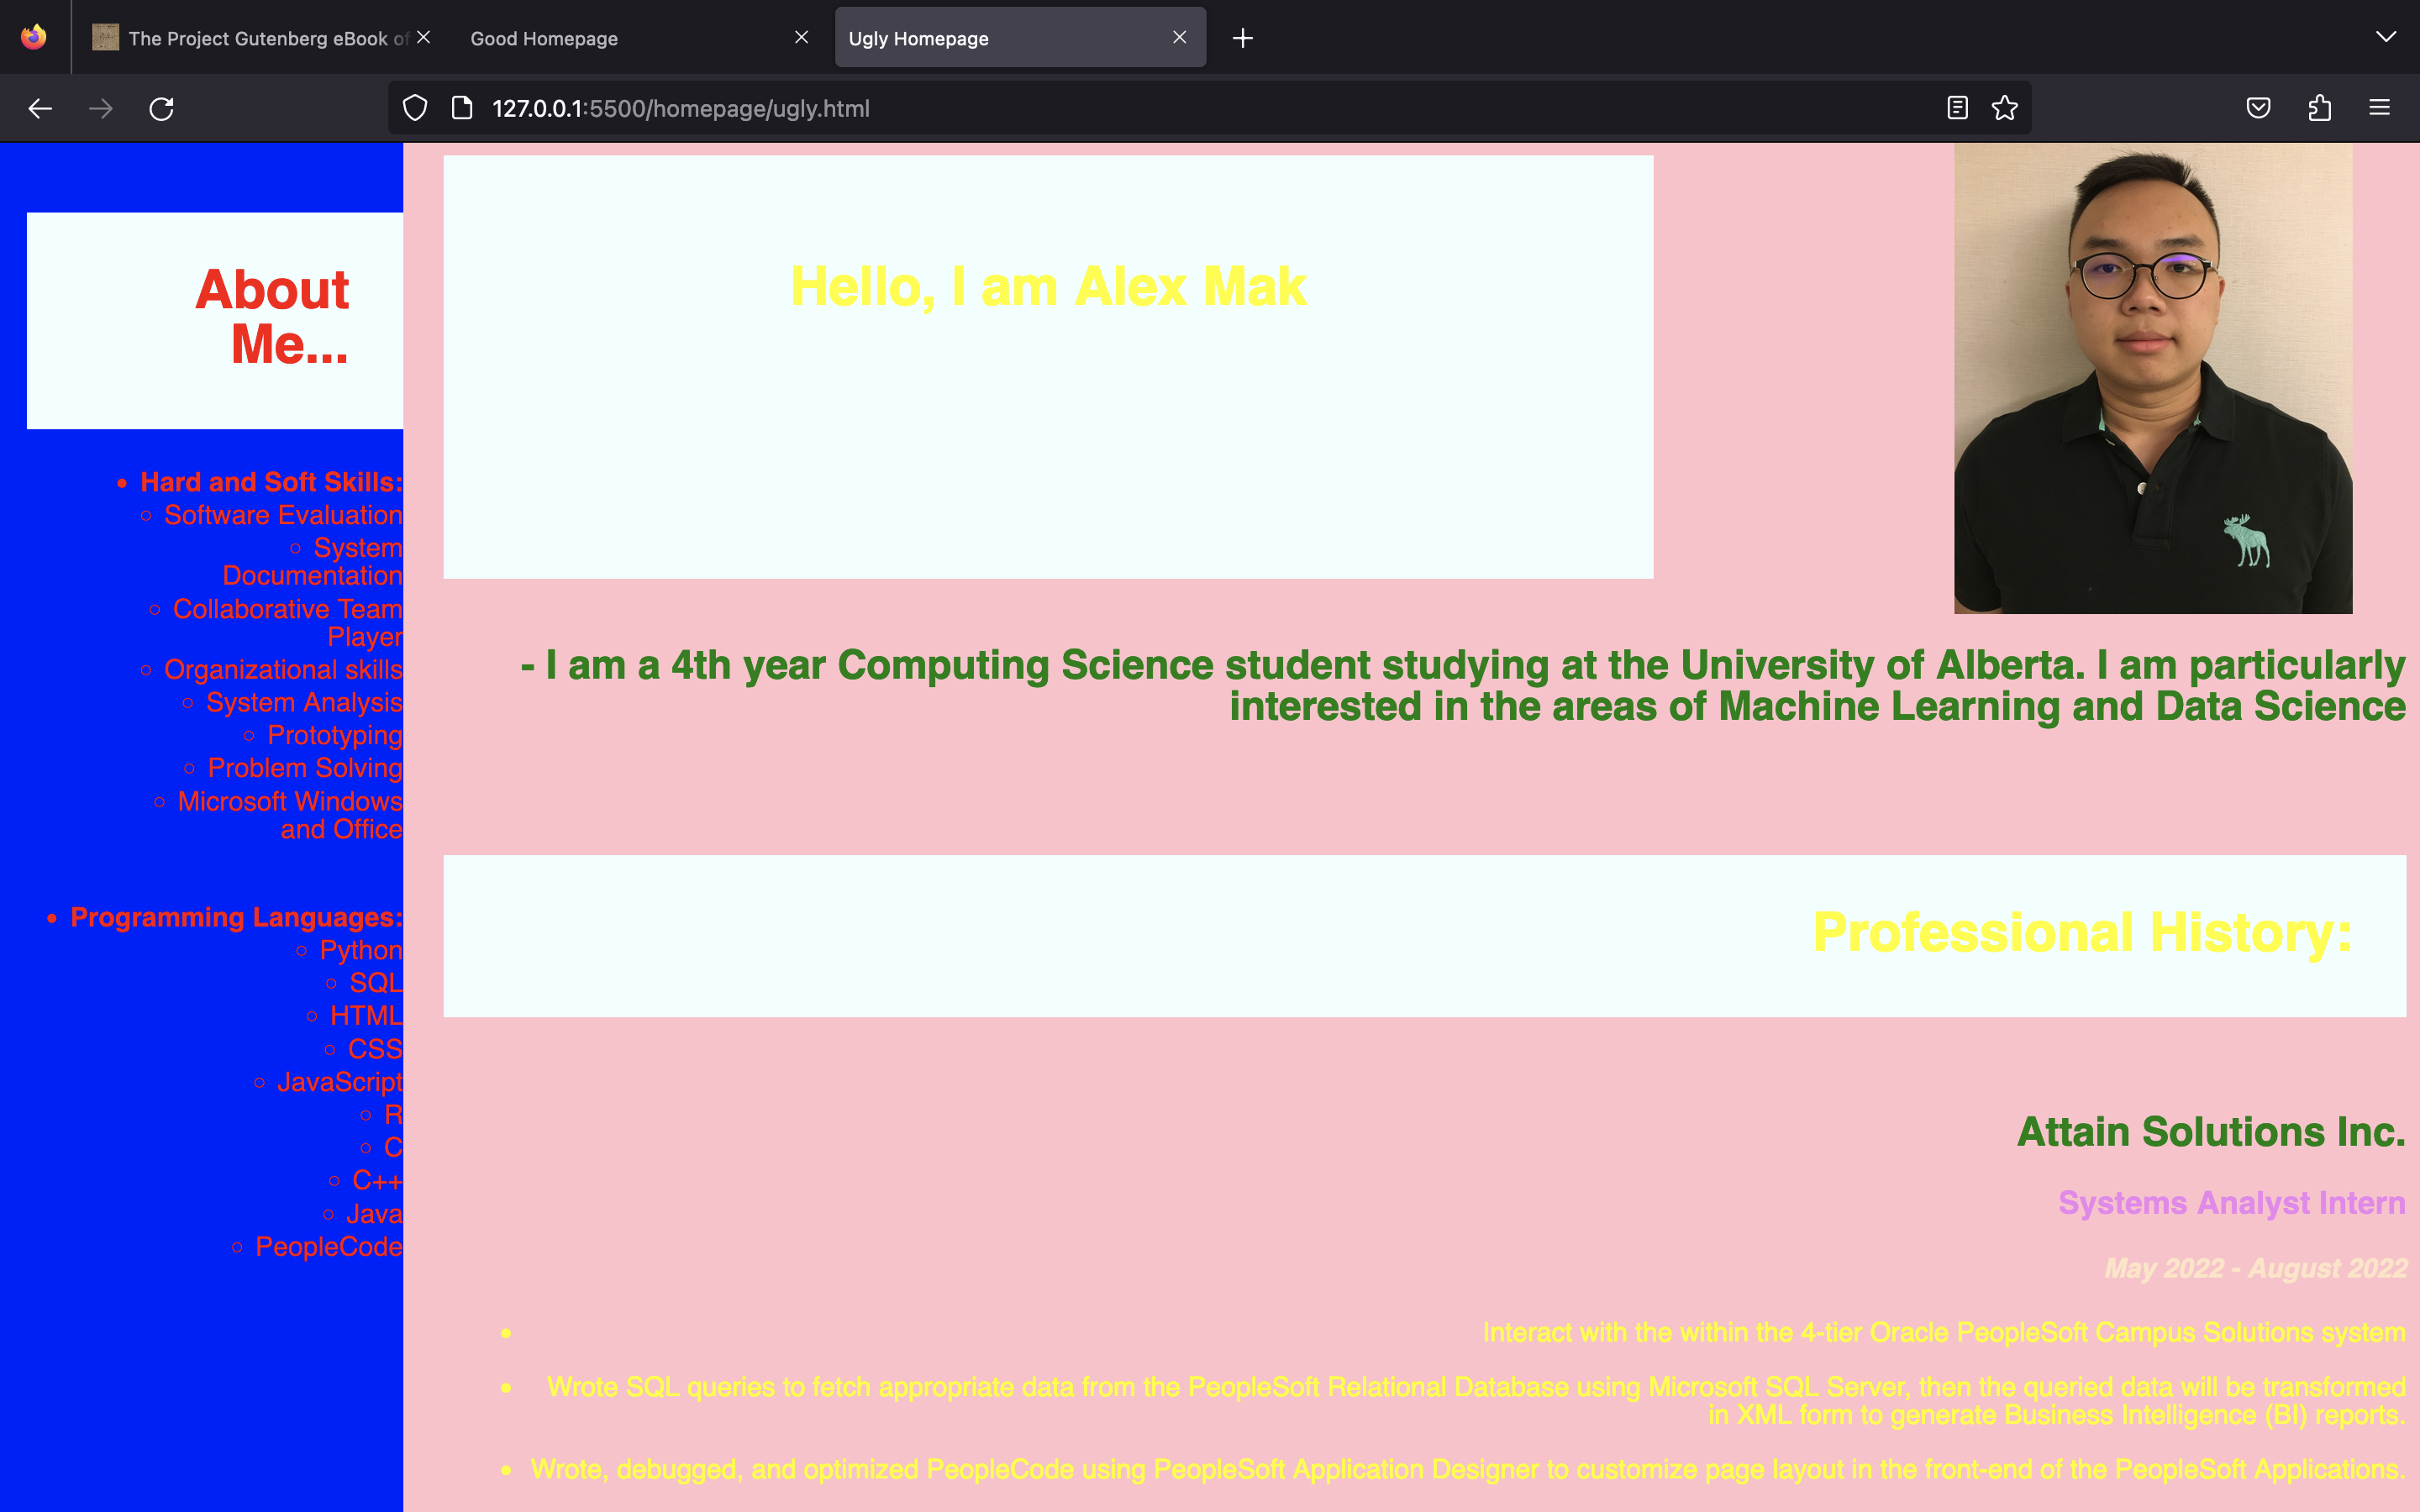 The Project Gutenberg eBook of
Good Homepage
Ugly Homepage
127.0.0.1:5500/homepage/ugly.html
About
Me...
Hard and Soft Skills:
Software Evaluation
System
Documentation
Collaborative Team
Player
Organizational skills
System Analysis
Prototyping
Problem Solving
Microsoft Windows
and Office
Programming Languages:
Python
SQL
HTML
CSS
JavaScript
R
C
C++
Java
PeopleCode
Hello, I am Alex Mak
- I am a 4th year Computing Science student studying at the University of Alberta. I am particularly
interested in the areas of Machine Learning and Data Science
Professional History:
Attain Solutions Inc.
Systems Analyst Intern
May 2022 - August 2022
Interact with the within the 4-tier Oracle PeopleSoft Campus Solutions system
Wrote SQL queries to fetch appropriate data from the PeopleSoft Relational Database using Microsoft SQL Server, then the queried data will be transformed
in XML form to generate Business Intelligence (BI) reports.
Wrote, debugged, and optimized PeopleCode using PeopleSoft Application Designer to customize page layout in the front-end of the PeopleSoft Applications.